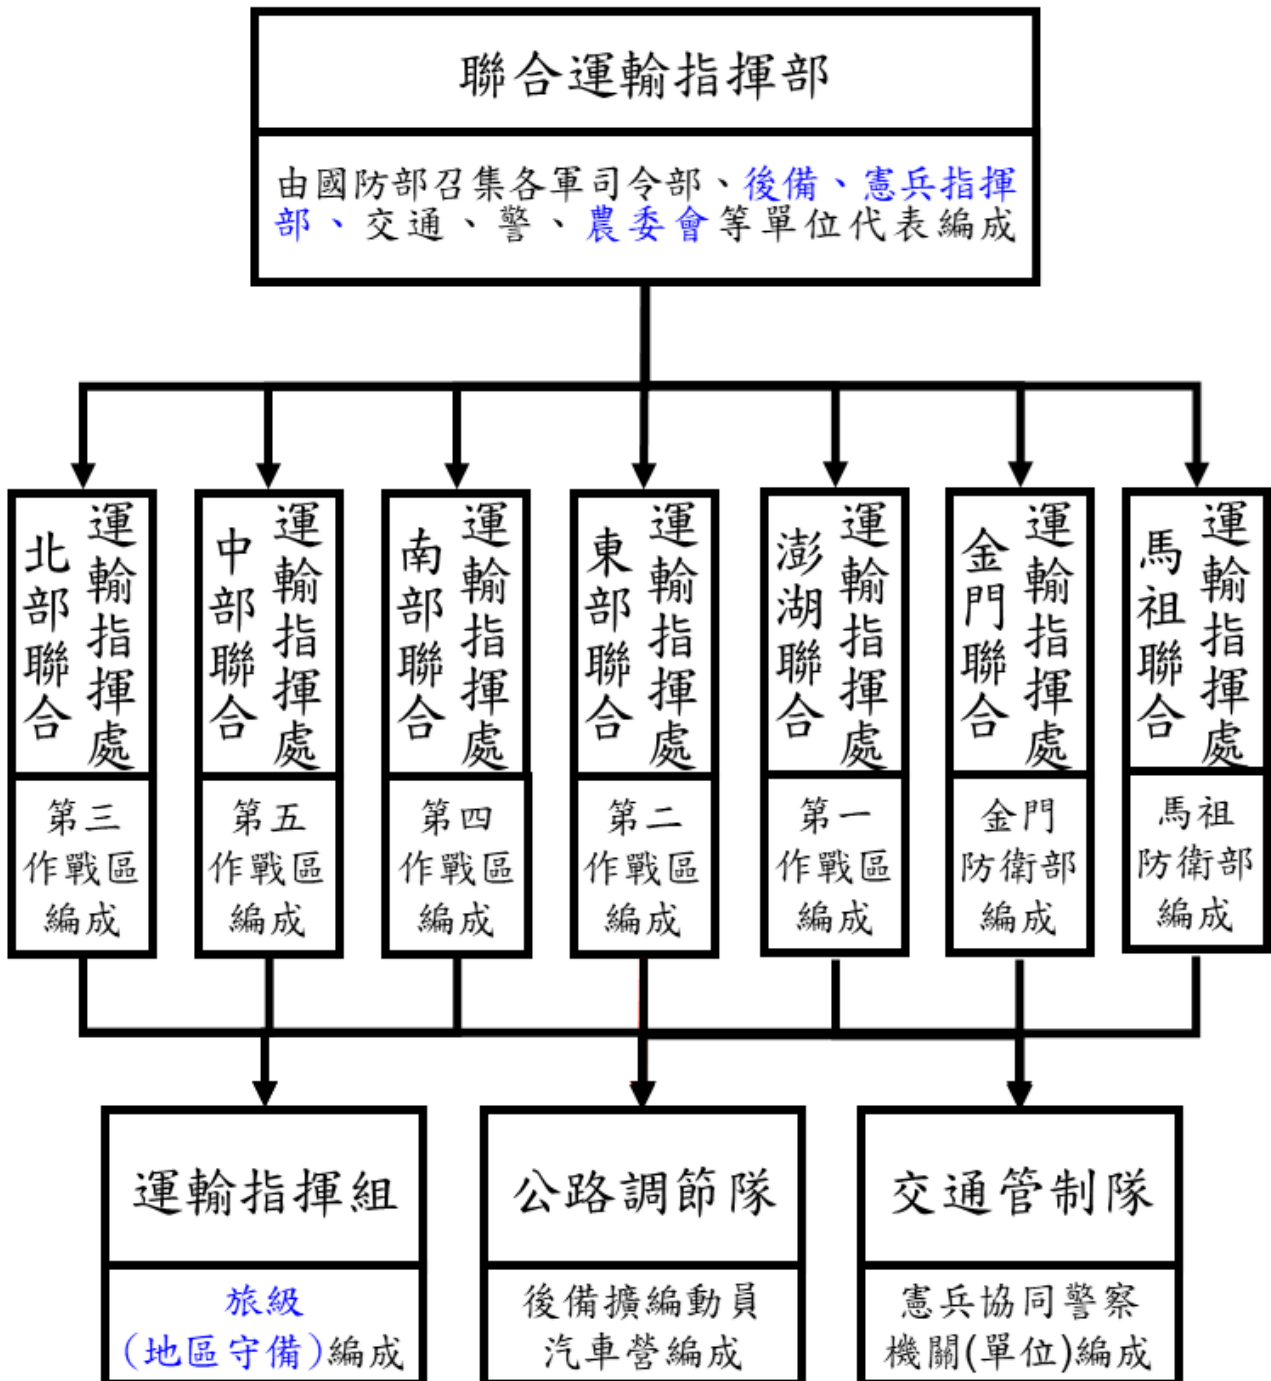 聯合運輸指揮部
由國防部召集各軍司令部、後備、憲兵指揮
部、交通、警、農委會等單位代表編成
北部聯合
運輸指揮處
第三
作戰區
編成
中部聯合
運輸指揮處
第五
作戰區
編成
南部聯合
運輸指揮處
第四
作戰區
編成
東部聯合
運輸指揮處
第二
作戰區
編成
澎湖聯合
運輸指揮處
第一
作戰區
編成
金門聯合
運輸指揮處
金門
防衛部
編成
馬祖聯合
運輸指揮處
馬祖
防衛部
編成
運輸指揮組
旅級
(地區守備)編成
公路調節隊
後備擴編動員
汽車營編成
交通管制隊
憲兵協同警察
機關(單位)編成